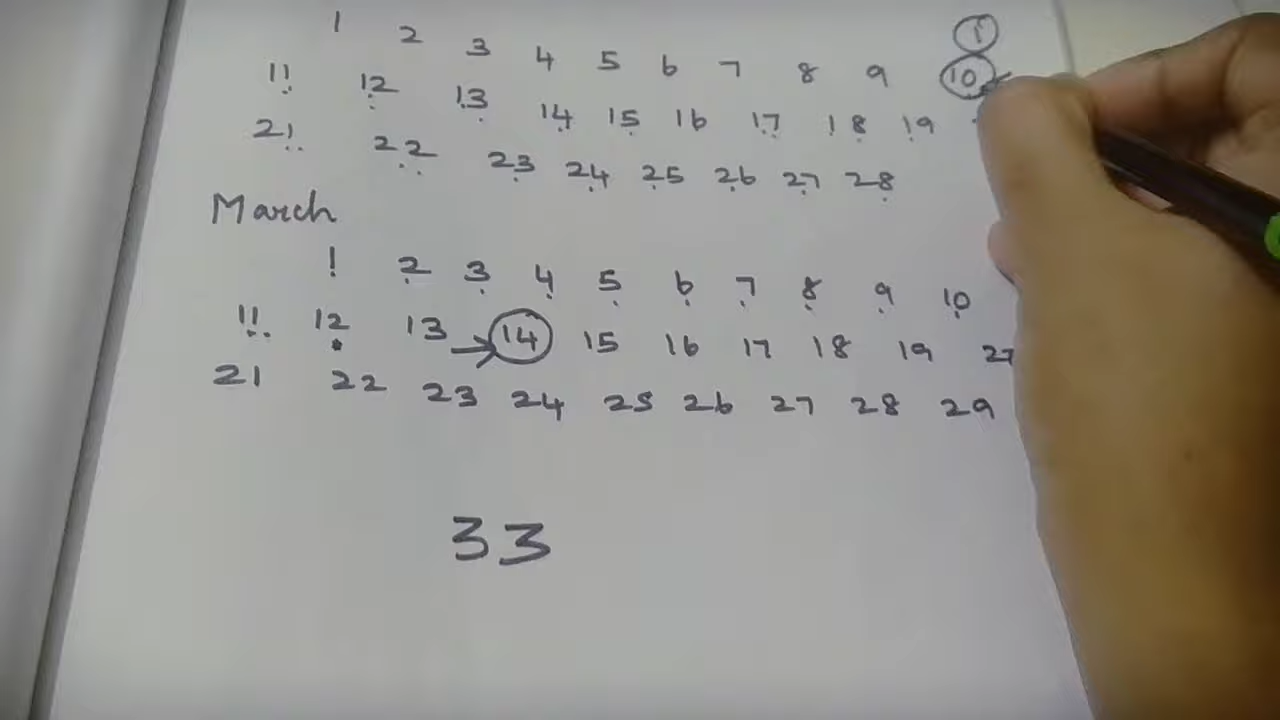 1
1 2 3 4 5 6 7 8 9 10
11 12 13 14 15 16 17 18 19
21 22 23 24 25 26 27 28
March
1 2 3 4 5 6 7 8 9 10
11 12 13 14 15 16 17 18 19
21 22 23 24 25 26 27 28 29
33